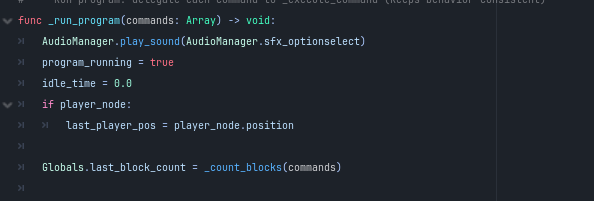 # Run program: delegate each command to _execute_command (keeps behavior consistent)
func _run_program(commands: Array) -> void:
AudioManager.play_sound(AudioManager.sfx_optionselect)
program_running = true
idle_time = 0.0
if player_node:
last_player_pos = player_node.position
Globals.last_block_count = _count_blocks(commands)